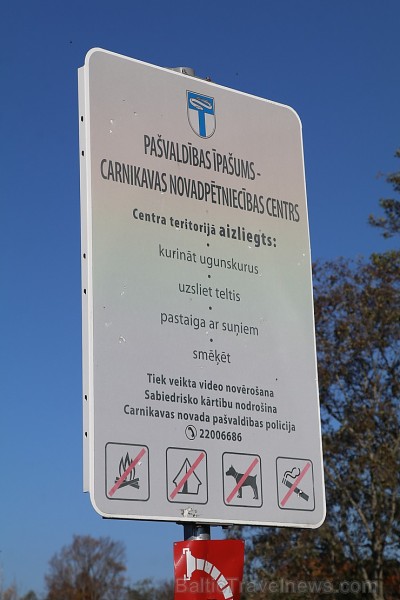 PAŠVALDĪBAS ĪPAŠUMS -
CARNIKAVAS NOVADPĒTNIECĪBAS CENTRS
Centra teritorijā aizliegts:
kurināt ugunskurus
uzsliet teltis
pastaiga ar suņiem
smēķēt
Tiek veikta video novērošana
Sabiedrisko kārtību nodrošina
Carnikavas novada pašvaldības policija
22006686
BalticTravelnews.com